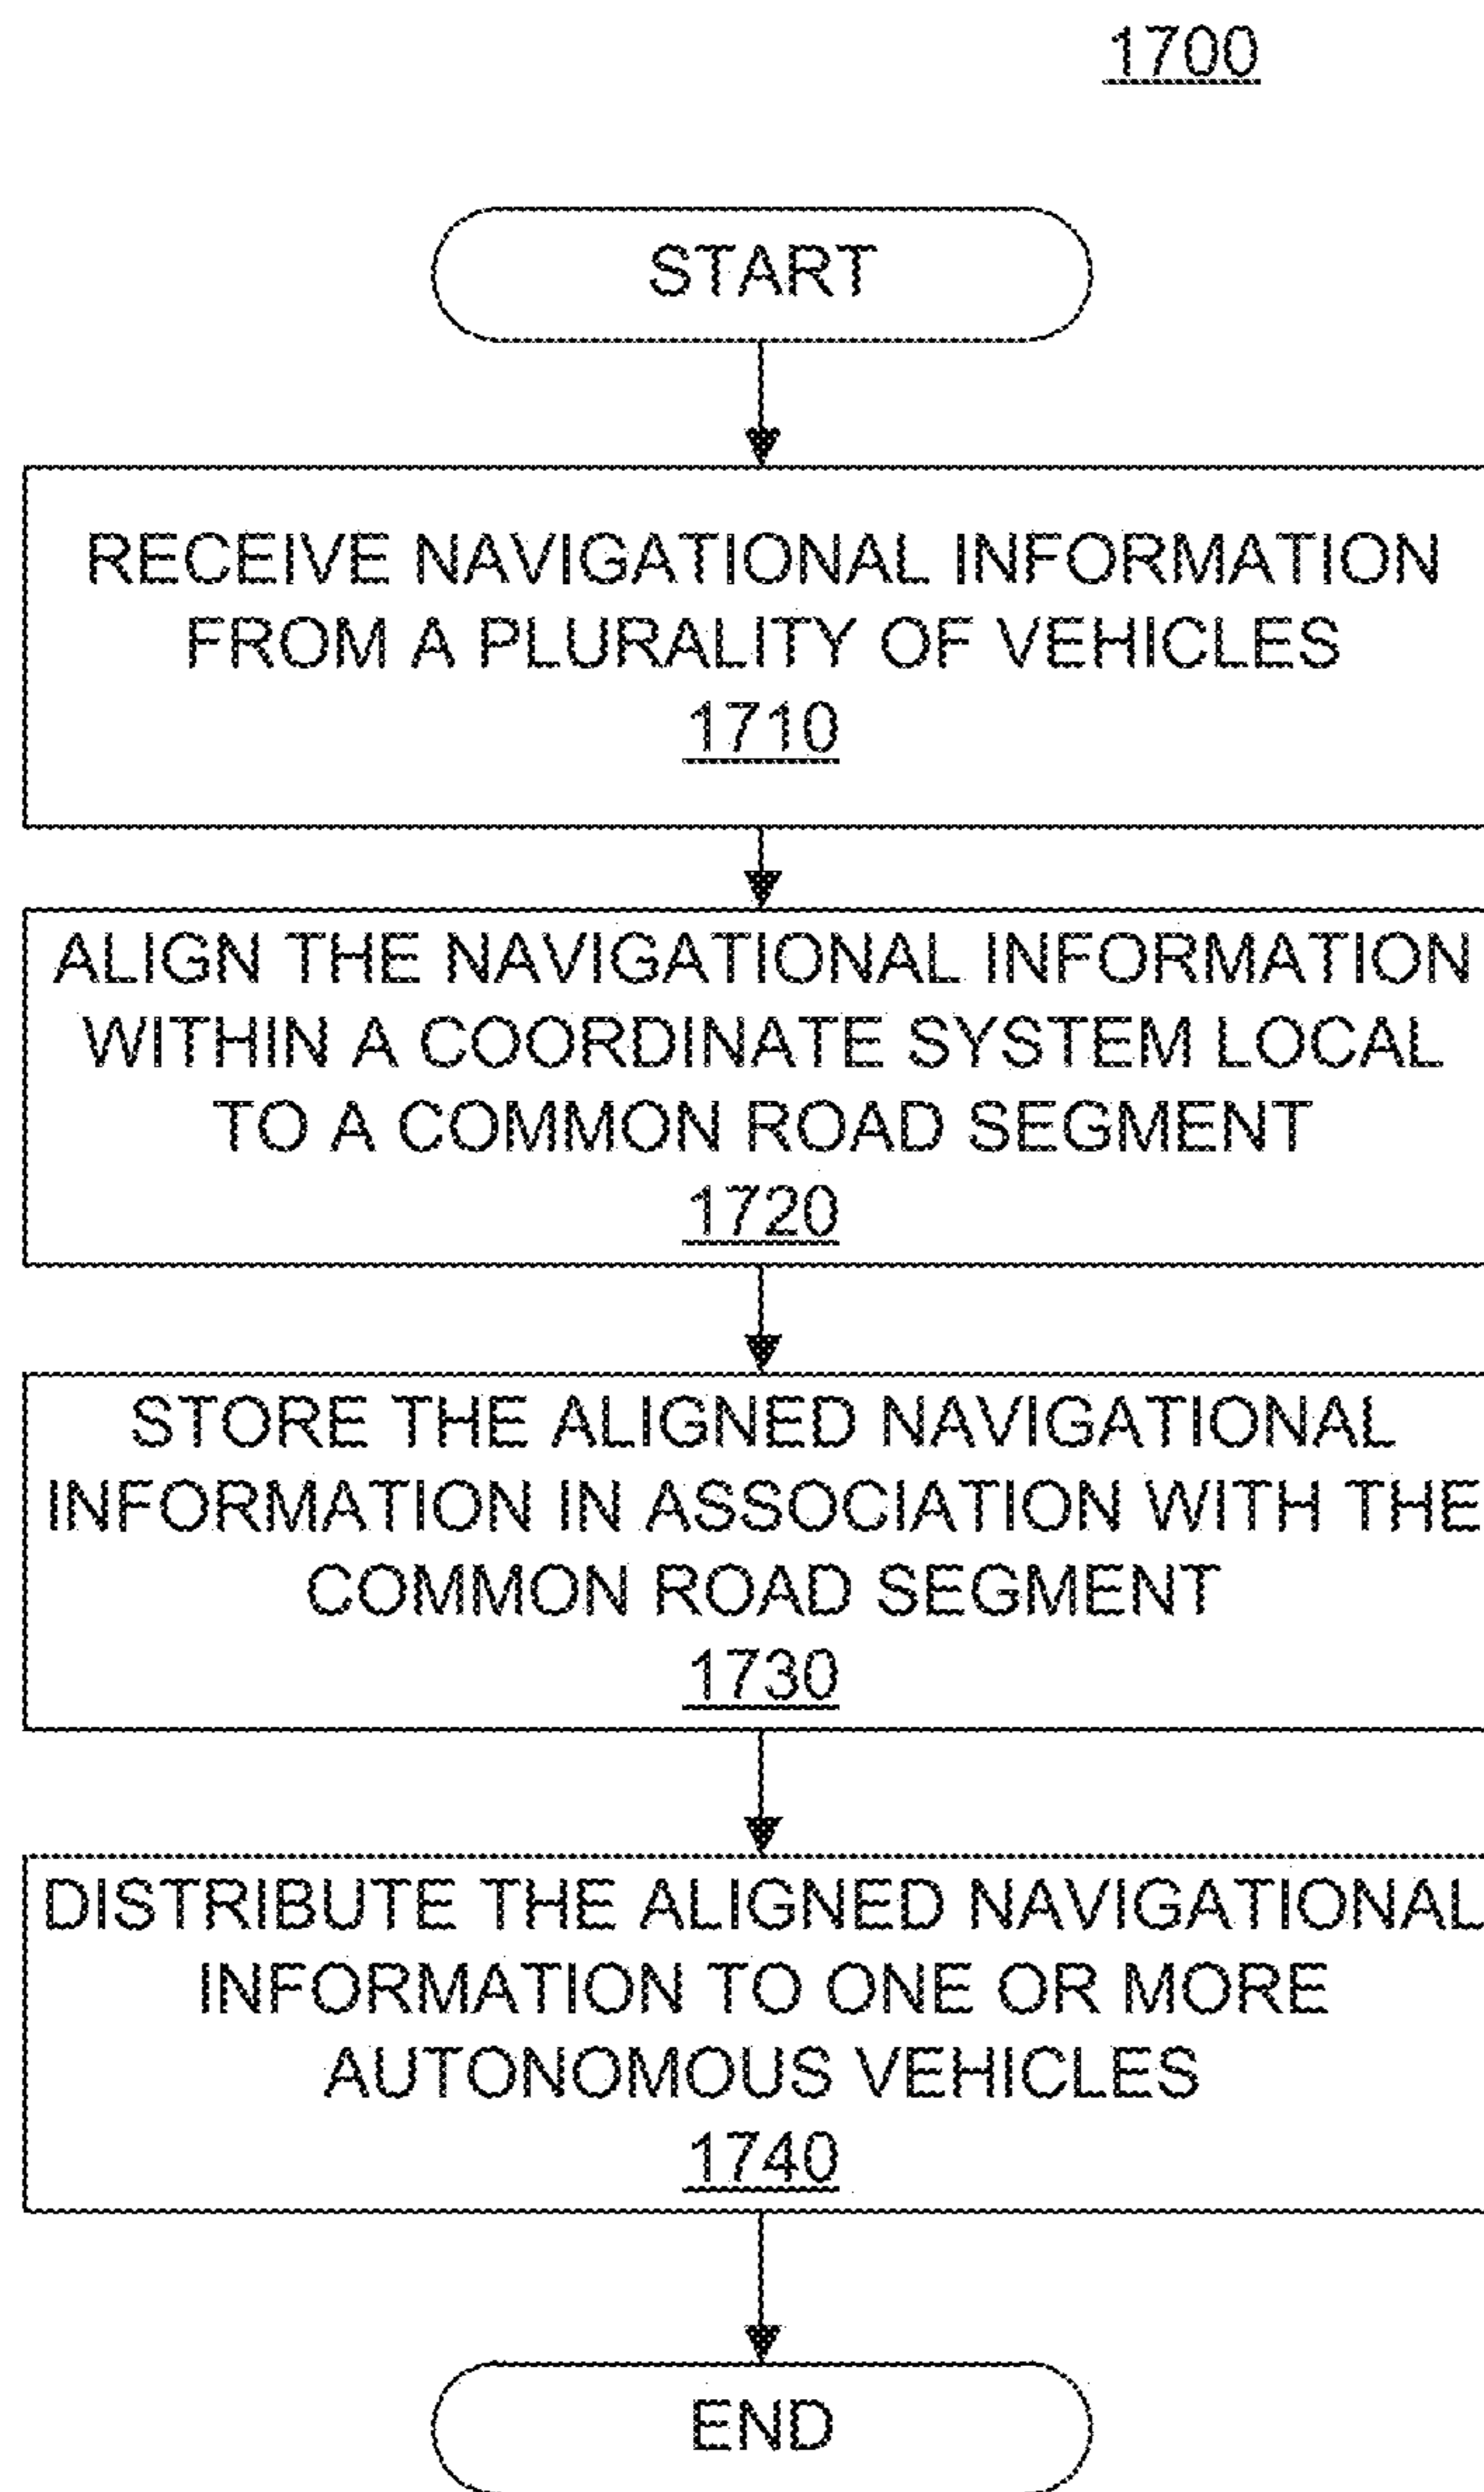 1700
START
RECEIVE NAVIGATIONAL INFORMATION
FROM A PLURALITY OF VEHICLES
1710
ALIGN THE NAVIGATIONAL INFORMATION
WITHIN A COORDINATE SYSTEM LOCAL
TO A COMMON ROAD SEGMENT
1720
STORE THE ALIGNED NAVIGATIONAL
INFORMATION IN ASSOCIATION WITH THE
COMMON ROAD SEGMENT
1730
DISTRIBUTE THE ALIGNED NAVIGATIONAL
INFORMATION TO ONE OR MORE
AUTONOMOUS VEHICLES
1740
END